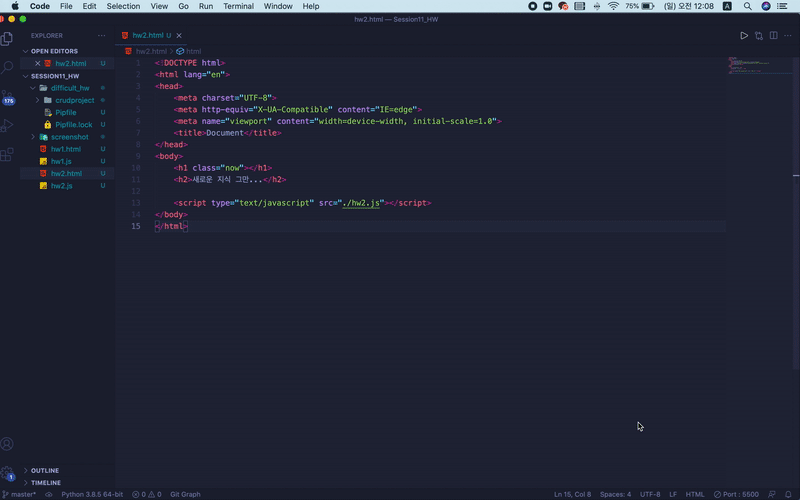 Code File Edit Selection View Go Run Terminal Window Help 75% (일) 오전 12:08 A
hw2.html — Session11_HW
EXPLORER
hw2.html U
OPEN EDITORS
hw2.html > html
hw2.html U
SESSION11_HW
difficult_hw
crudproject
Pipfile U
Pipfile.lock U
screenshot
hw1.html U
hw1.js U
hw2.html U
hw2.js U
175
1 <!DOCTYPE html>
2 <html lang="en">
3 <head>
4 <meta charset="UTF-8">
5 <meta http-equiv="X-UA-Compatible" content="IE=edge">
6 <meta name="viewport" content="width=device-width, initial-scale=1.0">
7 <title>Document</title>
8 </head>
9 <body>
10 <h1 class="now"></h1>
11 <h2>새로운 지식 그만...</h2>
12
13 <script type="text/javascript" src="./hw2.js"></script>
14 </body>
15 </html>
OUTLINE
TIMELINE
1
master* Python 3.8.5 64-bit 0 0 Git Graph Ln 15, Col 8 Spaces: 4 UTF-8 LF HTML Port : 5500